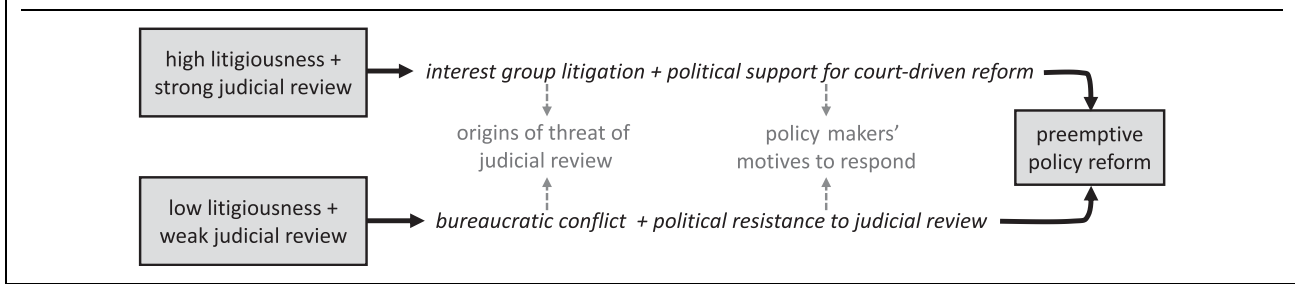 high litigiousness +
strong judicial review
interest group litigation + political support for court-driven reform
origins of threat of
judicial review
policy makers'
motives to respond
preemptive
policy reform
low litigiousness +
weak judicial review
bureaucratic conflict + political resistance to judicial review